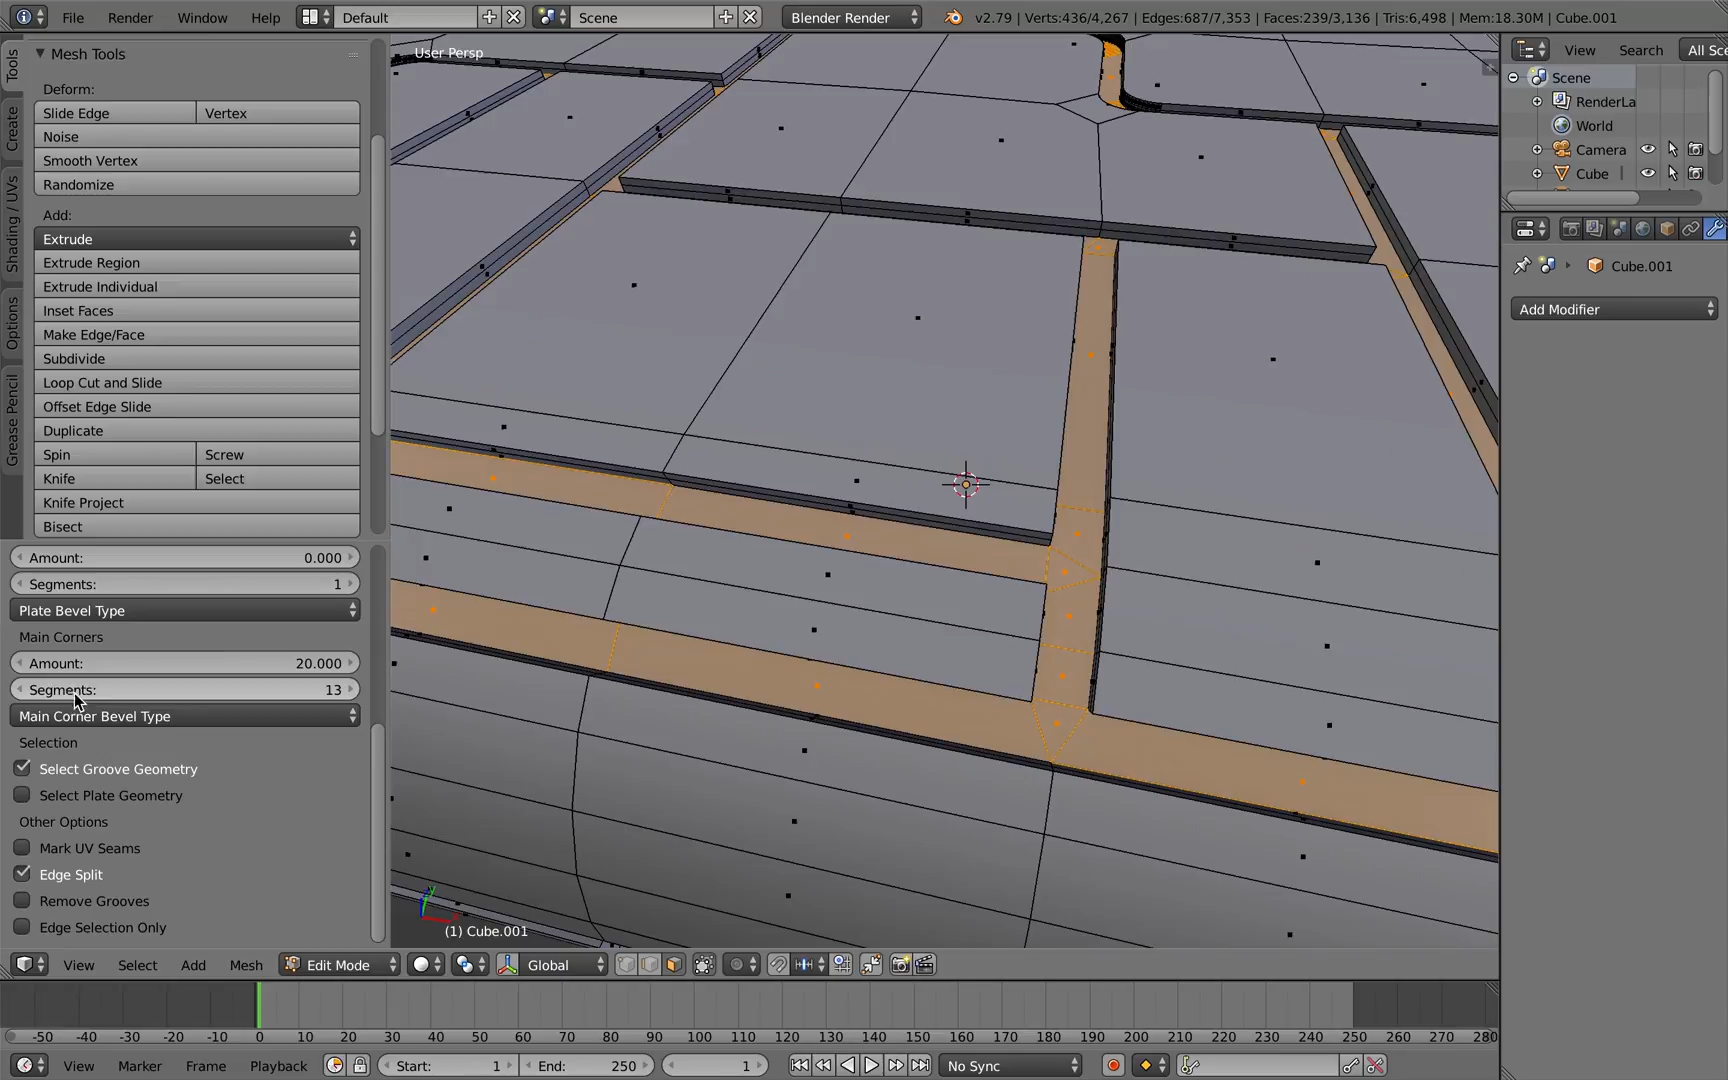 File Render Window Help Default Scene Blender Render v2.79 | Verts:436/4,267 | Edges:687/7,353 | Faces:239/3,136 | Tris:6,498 | Mem:18.30M | Cube.001
Tools
Create
Shading / UVs
Options
Grease Pencil
Mesh Tools
Deform:
Slide Edge Vertex
Noise
Smooth Vertex
Randomize
Add:
Extrude
Extrude Region
Extrude Individual
Inset Faces
Make Edge/Face
Subdivide
Loop Cut and Slide
Offset Edge Slide
Duplicate
Spin Screw
Knife Select
Knife Project
Bisect
Amount: 0.000
Segments: 1
Plate Bevel Type
Main Corners
Amount: 20.000
Segments: 13
Main Corner Bevel Type
Selection
Select Groove Geometry
Select Plate Geometry
Other Options
Mark UV Seams
Edge Split
Remove Grooves
Edge Selection Only
User Persp
(1) Cube.001
View Search All Sce
Scene
RenderLa
World
Camera
Cube
Cube.001
Add Modifier
View Select Add Mesh Edit Mode Global
-50 -40 -30 -20 -10 0 10 20 30 40 50 60 70 80 90 100 110 120 130 140 150 160 170 180 190 200 210 220 230 240 250 260 270 280
View Marker Frame Playback Start: 1 End: 250 1 No Sync